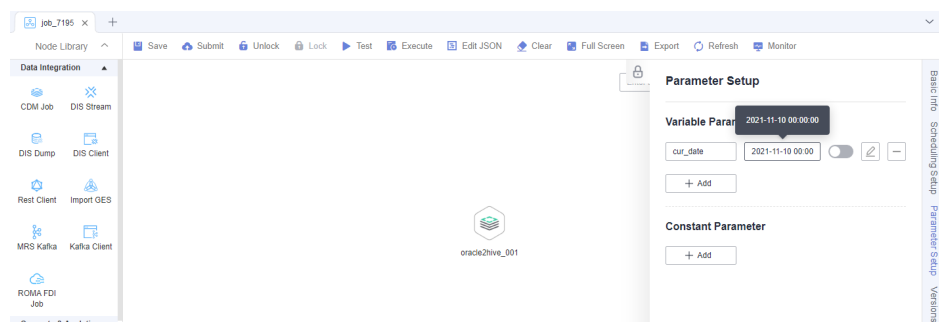 job_7195
Node Library
Save
Submit
Unlock
Lock
Test
Execute
Edit JSON
Clear
Full Screen
Export
Refresh
Monitor
Data Integration
CDM Job
DIS Stream
DIS Dump
DIS Client
Rest Client
Import GES
MRS Kafka
Kafka Client
ROMA FDI
Job
oracle2hive_001
Parameter Setup
Variable Param
2021-11-10 00:00:00
cur_date
2021-11-10 00:00
+ Add
Constant Parameter
+ Add
Basic Info
Scheduling Setup
Parameter Setup
Versions